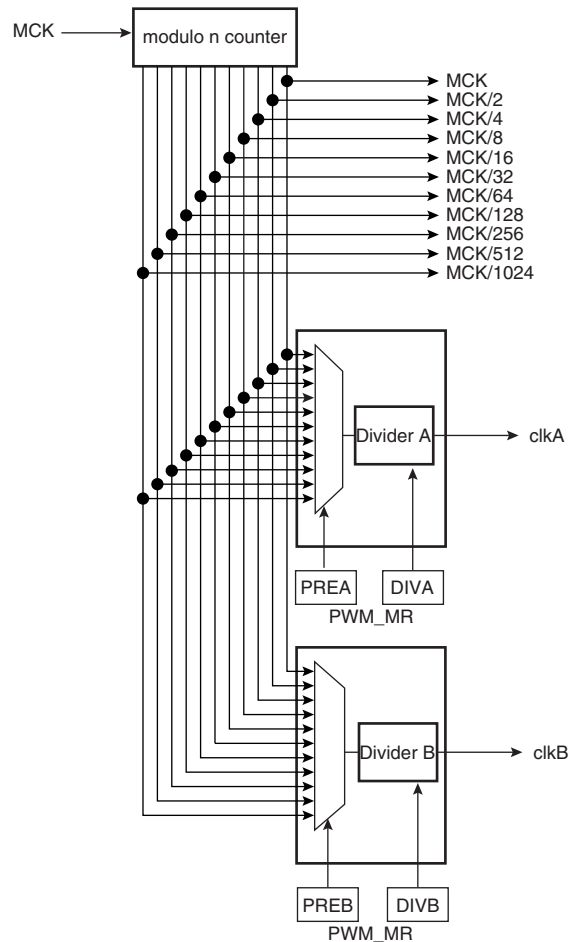 MCK
modulo n counter
MCK
MCK/2
MCK/4
MCK/8
MCK/16
MCK/32
MCK/64
MCK/128
MCK/256
MCK/512
MCK/1024
Divider A
clkA
PREA
DIVA
PWM_MR
Divider B
clkB
PREB
DIVB
PWM_MR